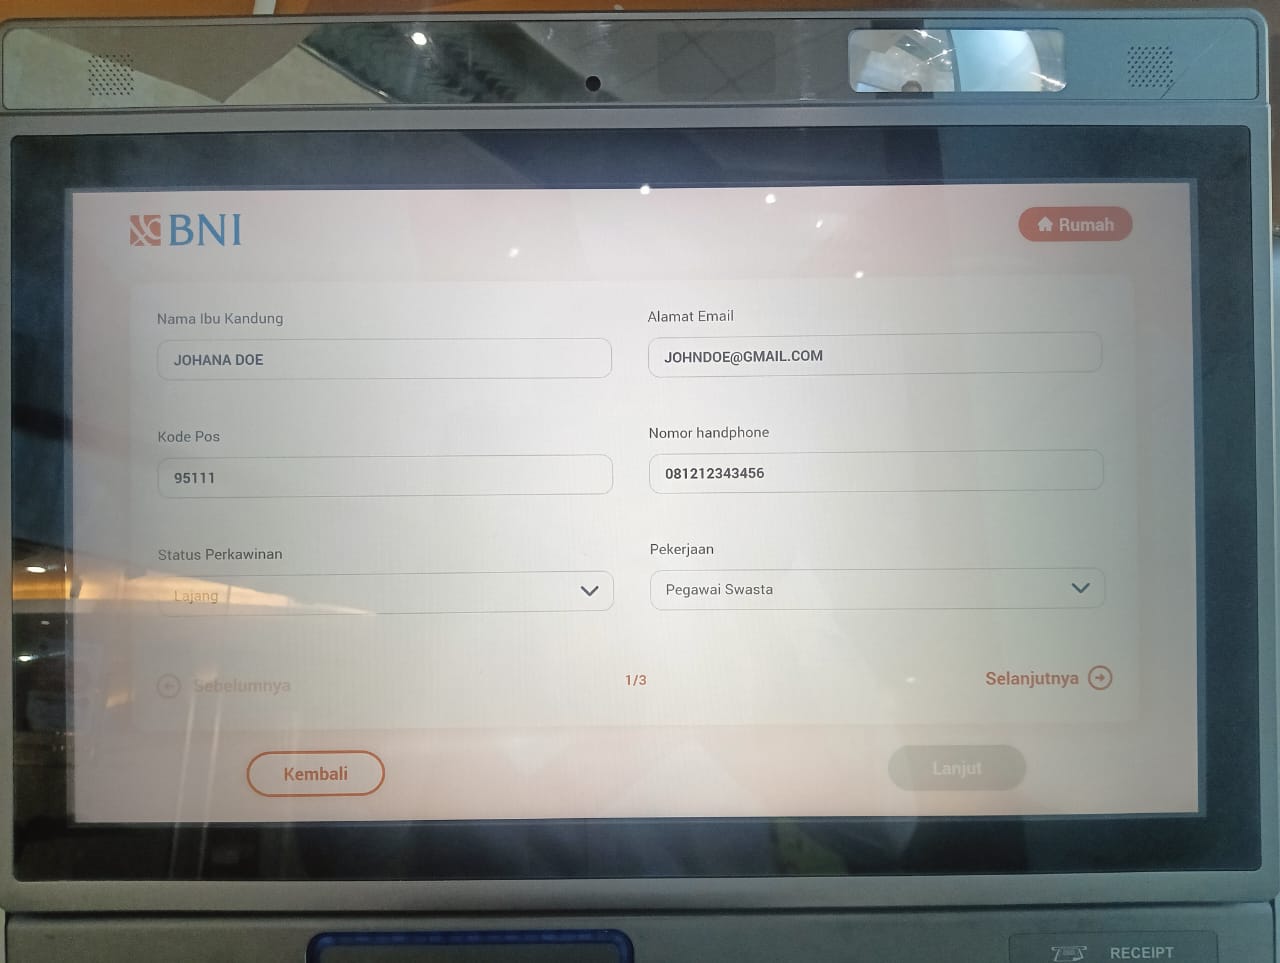 BNI
Rumah
Nama Ibu Kandung
JOHANA DOE
Alamat Email
JOHNDOE@GMAIL.COM
Kode Pos
95111
Nomor handphone
081212343456
Status Perkawinan
Lajang
Pekerjaan
Pegawai Swasta
Sebelumnya
1/3
Selanjutnya
Kembali
Lanjut
RECEIPT